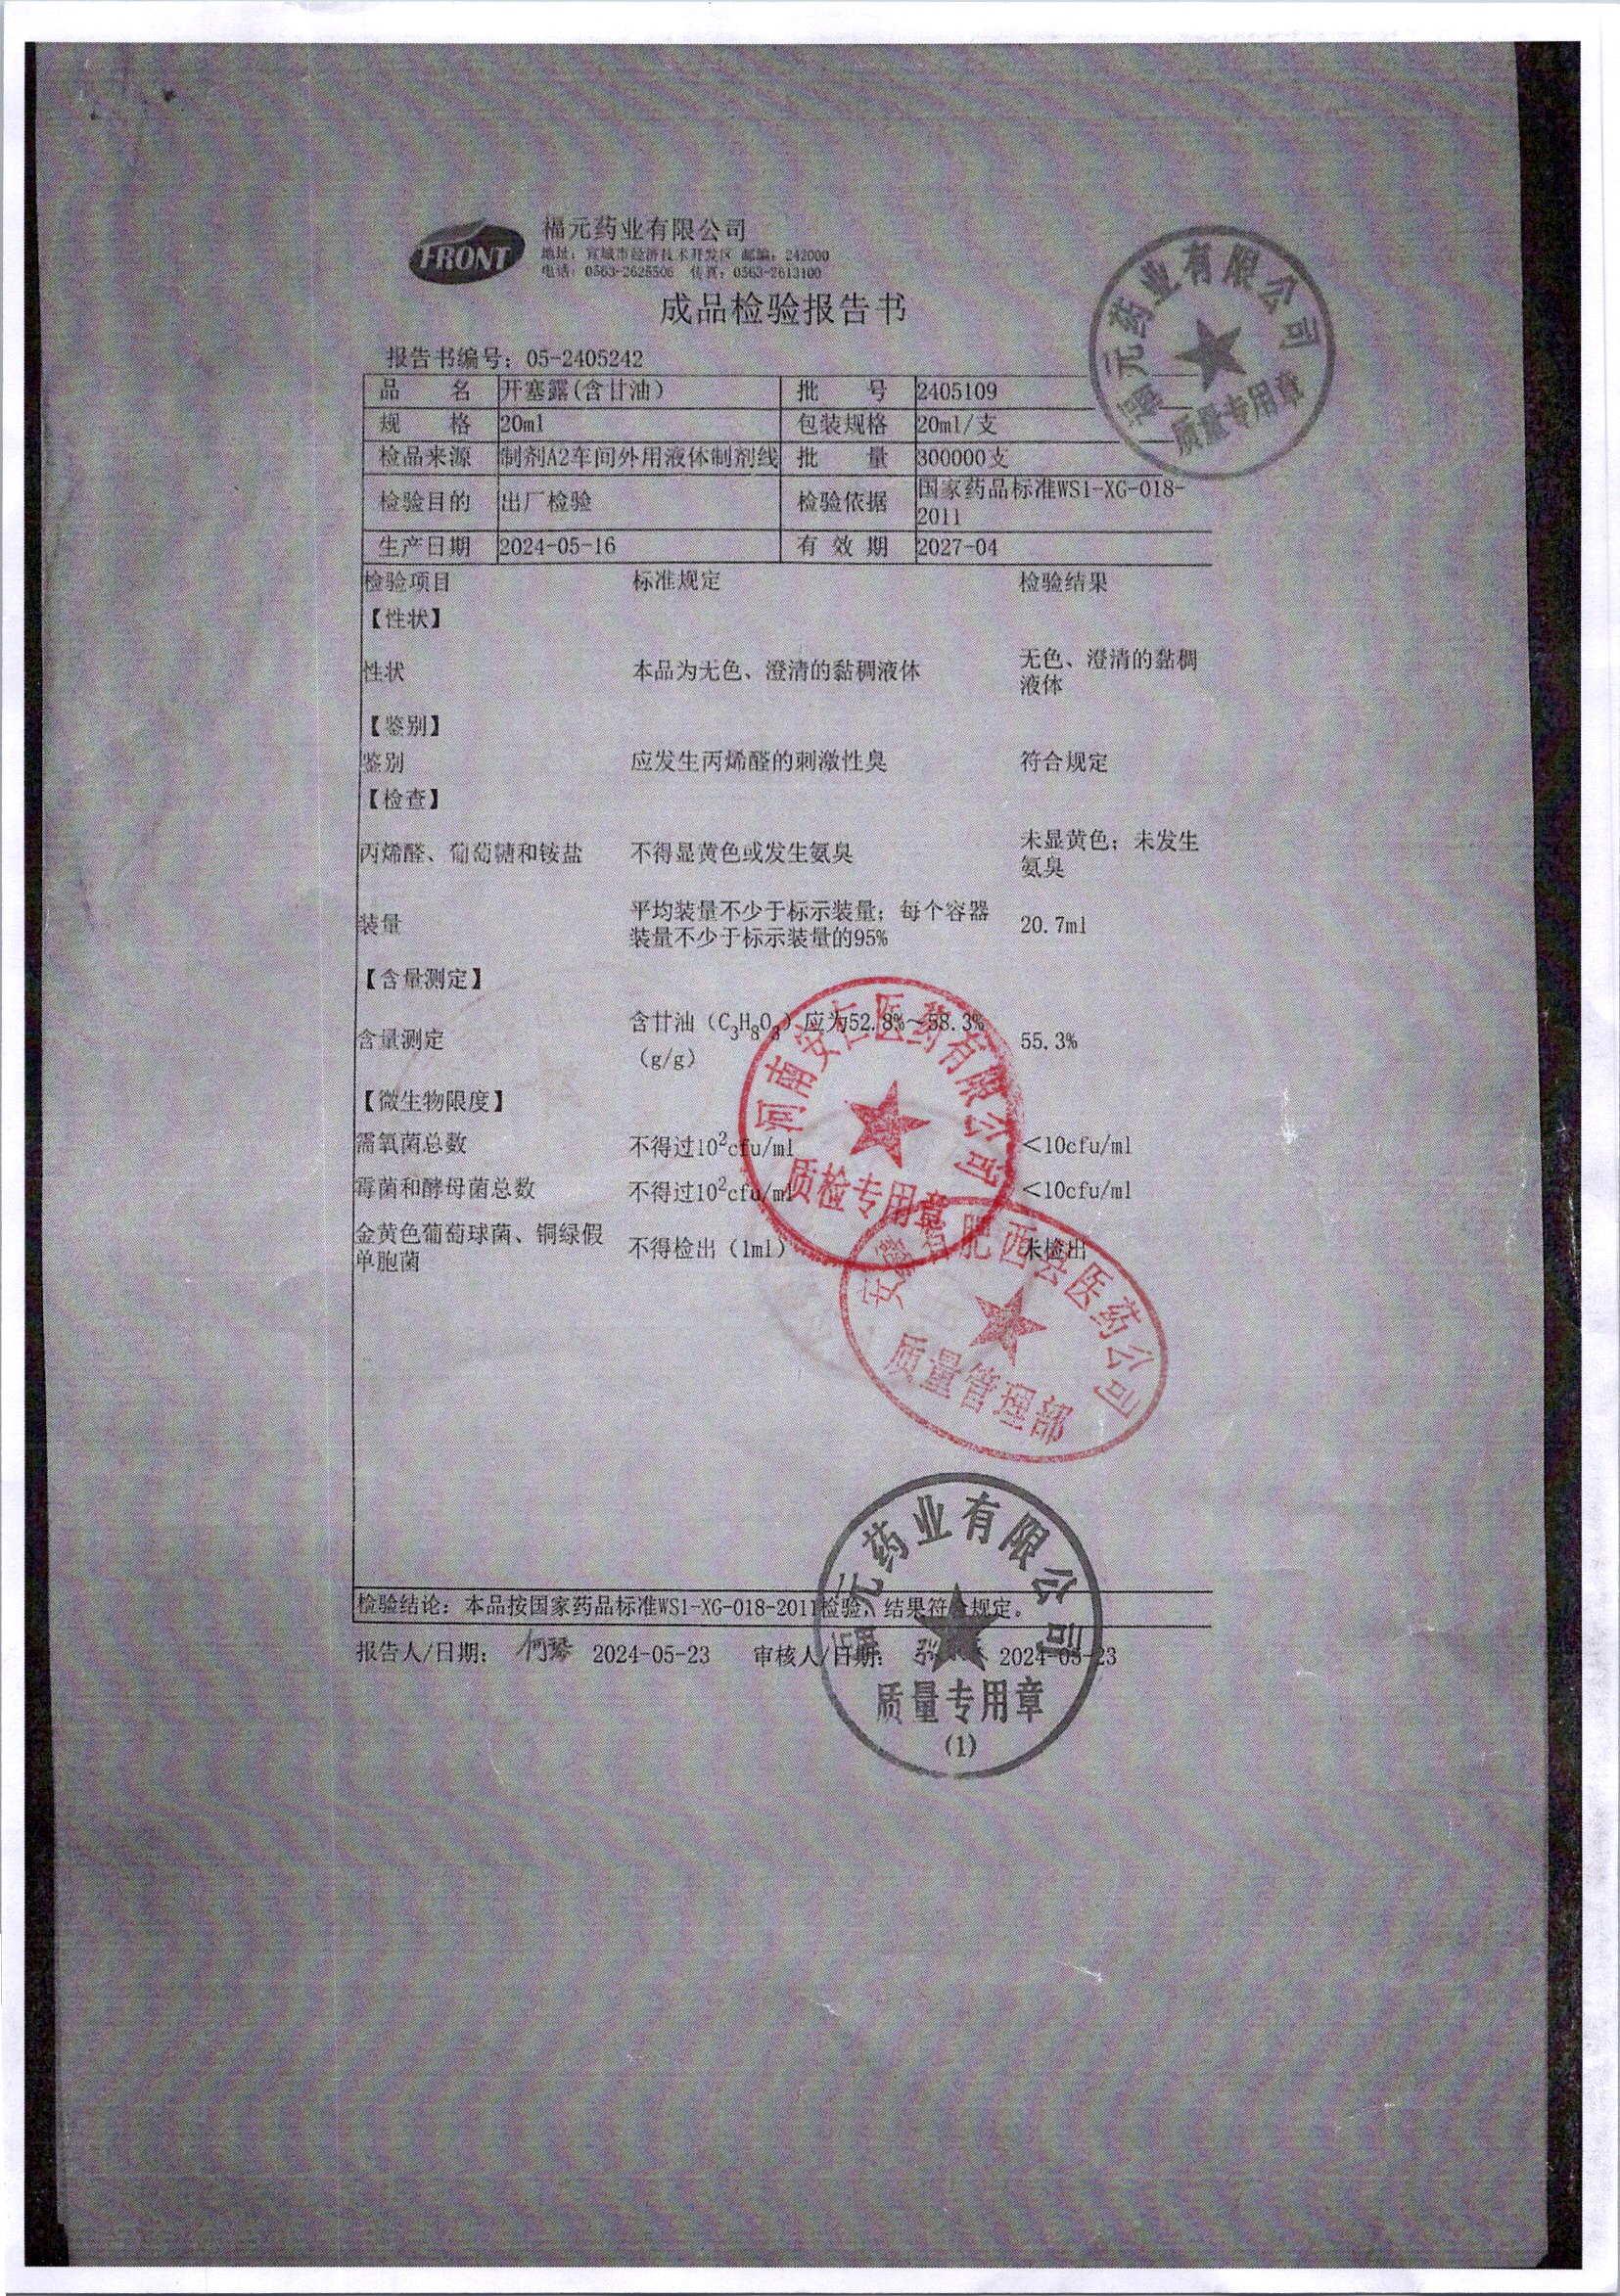 FRONT
福元药业有限公司
地址：宣城市经济技术开发区 邮编：242000
电话：0563-2625506 传真：0563-2613100
成品检验报告书
报告书编号：05-2405242
品 名 开塞露(含甘油) 批 号 2405109
规 格 20ml 包装规格 20ml/支
检品来源 制剂A2车间外用液体制剂线 批 量 300000支
检验目的 出厂检验 检验依据 国家药品标准WS1-XG-018-
2011
生产日期 2024-05-16 有 效 期 2027-04
检验项目 标准规定 检验结果
【性状】
性状 本品为无色、澄清的黏稠液体 无色、澄清的黏稠
液体
【鉴别】
鉴别 应发生丙烯醛的刺激性臭 符合规定
【检查】
丙烯醛、葡萄糖和铵盐 不得显黄色或发生氨臭 未显黄色；未发生
氨臭
装量 平均装量不少于标示装量；每个容器
装量不少于标示装量的95% 20.7ml
【含量测定】
含量测定 含甘油（C3H8O3）应为52.8%～58.3%
（g/g） 55.3%
【微生物限度】
需氧菌总数 不得过10²cfu/ml <10cfu/ml
霉菌和酵母菌总数 不得过10²cfu/ml <10cfu/ml
金黄色葡萄球菌、铜绿假
单胞菌 不得检出（1ml） 未检出
检验结论：本品按国家药品标准WS1-XG-018-2011检验，结果符合规定。
报告人/日期： 2024-05-23 审核人/日期： 2024-05-23
福元药业有限公司
质量专用章
河南安仁医药有限公司
质检专用章
安徽省肥西县医药公司
质量管理部
福元药业有限公司
质量专用章
(1)